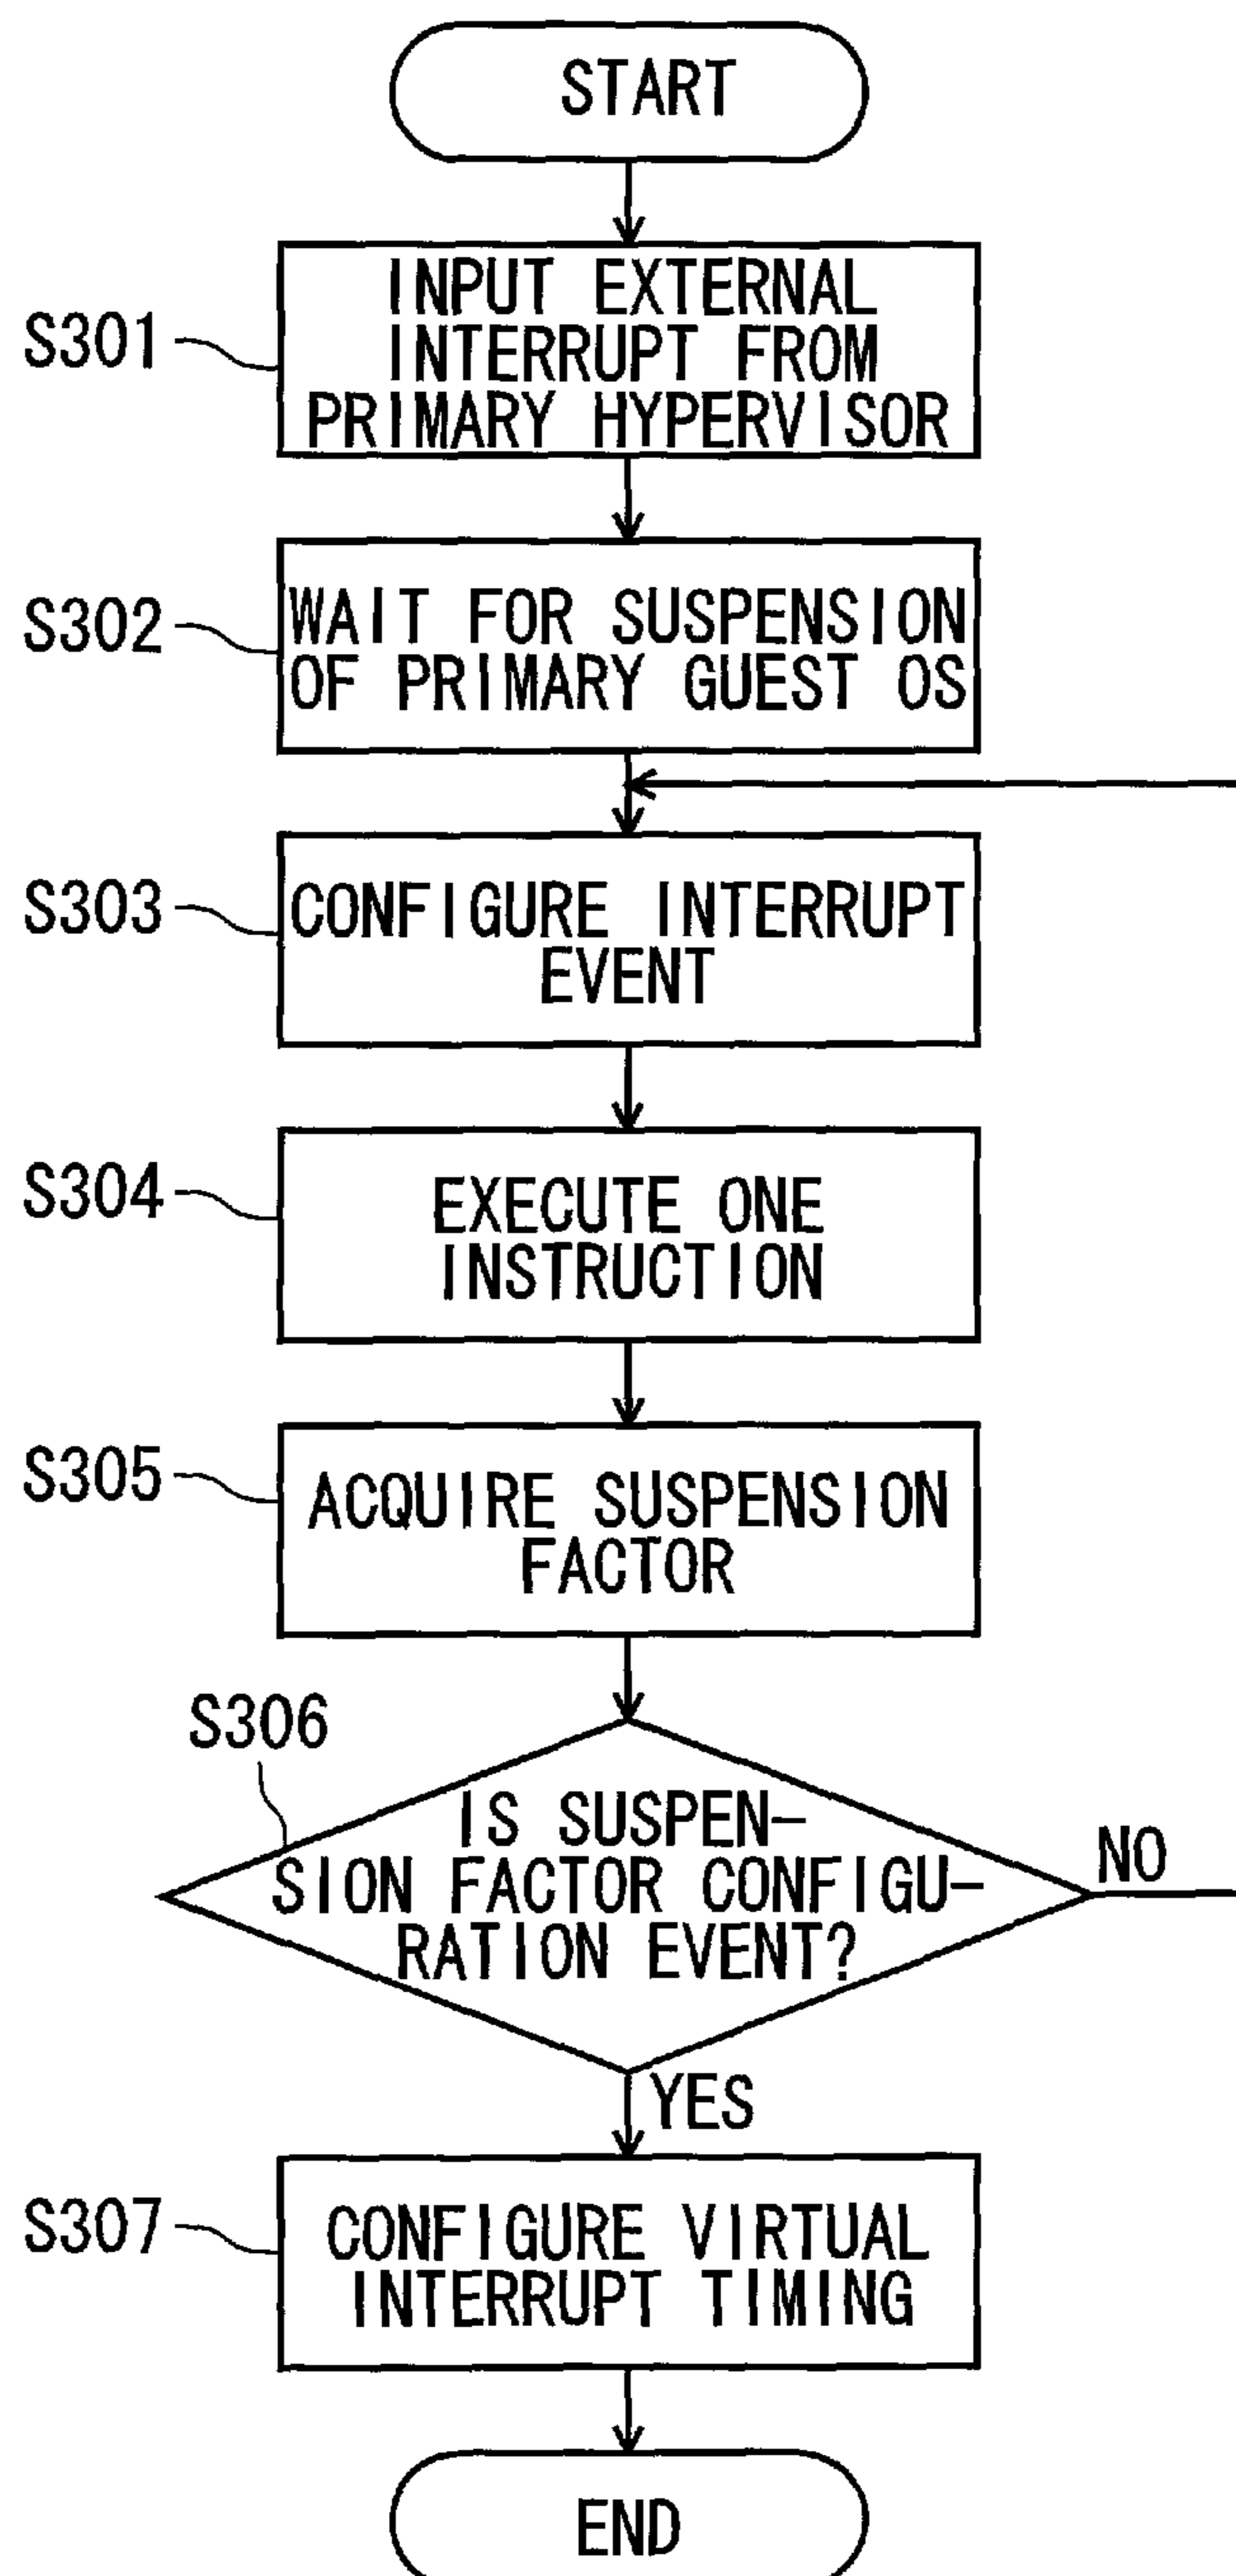 START
S301
INPUT EXTERNAL
INTERRUPT FROM
PRIMARY HYPERVISOR
S302
WAIT FOR SUSPENSION
OF PRIMARY GUEST OS
S303
CONFIGURE INTERRUPT
EVENT
S304
EXECUTE ONE
INSTRUCTION
S305
ACQUIRE SUSPENSION
FACTOR
S306
IS SUSPEN-
SION FACTOR CONFIGU-
RATION EVENT?
NO
YES
S307
CONFIGURE VIRTUAL
INTERRUPT TIMING
END